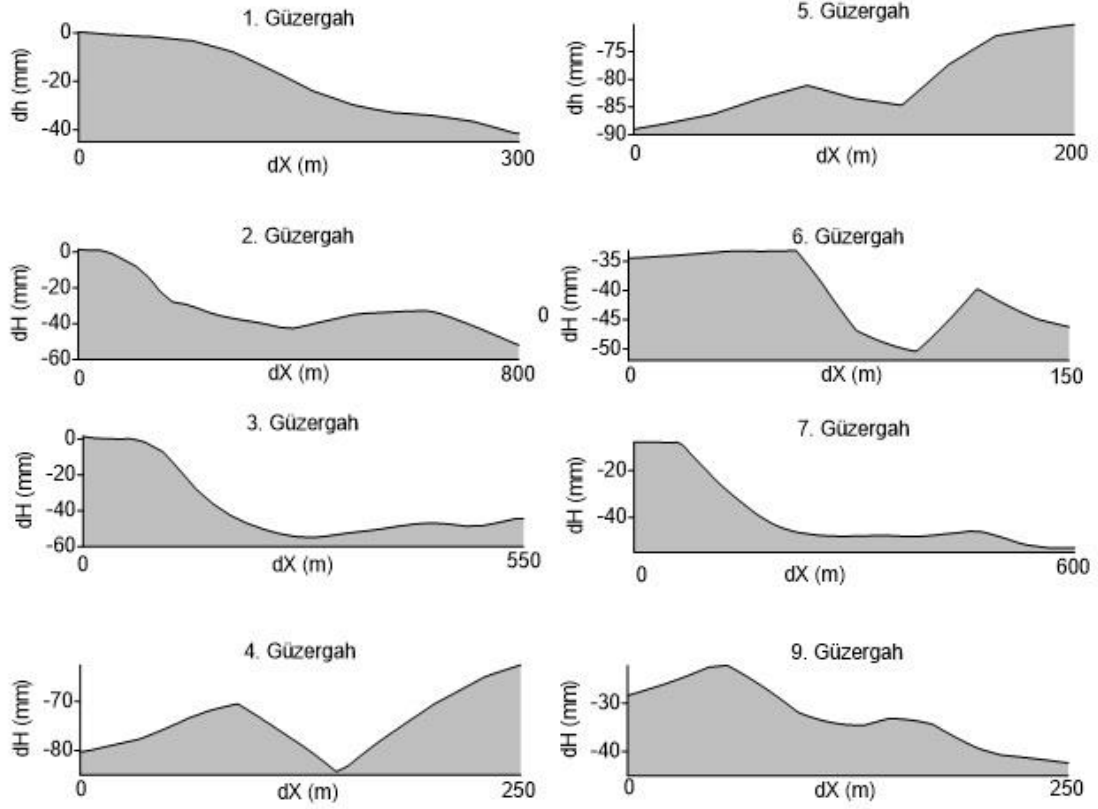 1. Güzergah
0
-20
-40
dh (mm)
0
300
dX (m)
5. Güzergah
-75
-80
-85
-90
dh (mm)
0
200
dX (m)
2. Güzergah
0
-20
-40
-60
dH (mm)
0
800
dX (m)
0
6. Güzergah
-35
-40
-45
-50
dH (mm)
0
150
dX (m)
3. Güzergah
0
-20
-40
-60
dH (mm)
0
550
dX (m)
7. Güzergah
-20
-40
dH (mm)
0
600
dX (m)
4. Güzergah
-70
-80
dH (mm)
0
250
dX (m)
9. Güzergah
-30
-40
dH (mm)
0
250
dX (m)